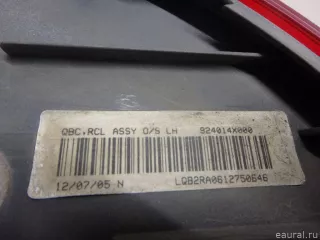 QBC,RCL ASSY O/S LH 924014X000
12/07/05 N LQB2RA0612750646
© eaural.ru